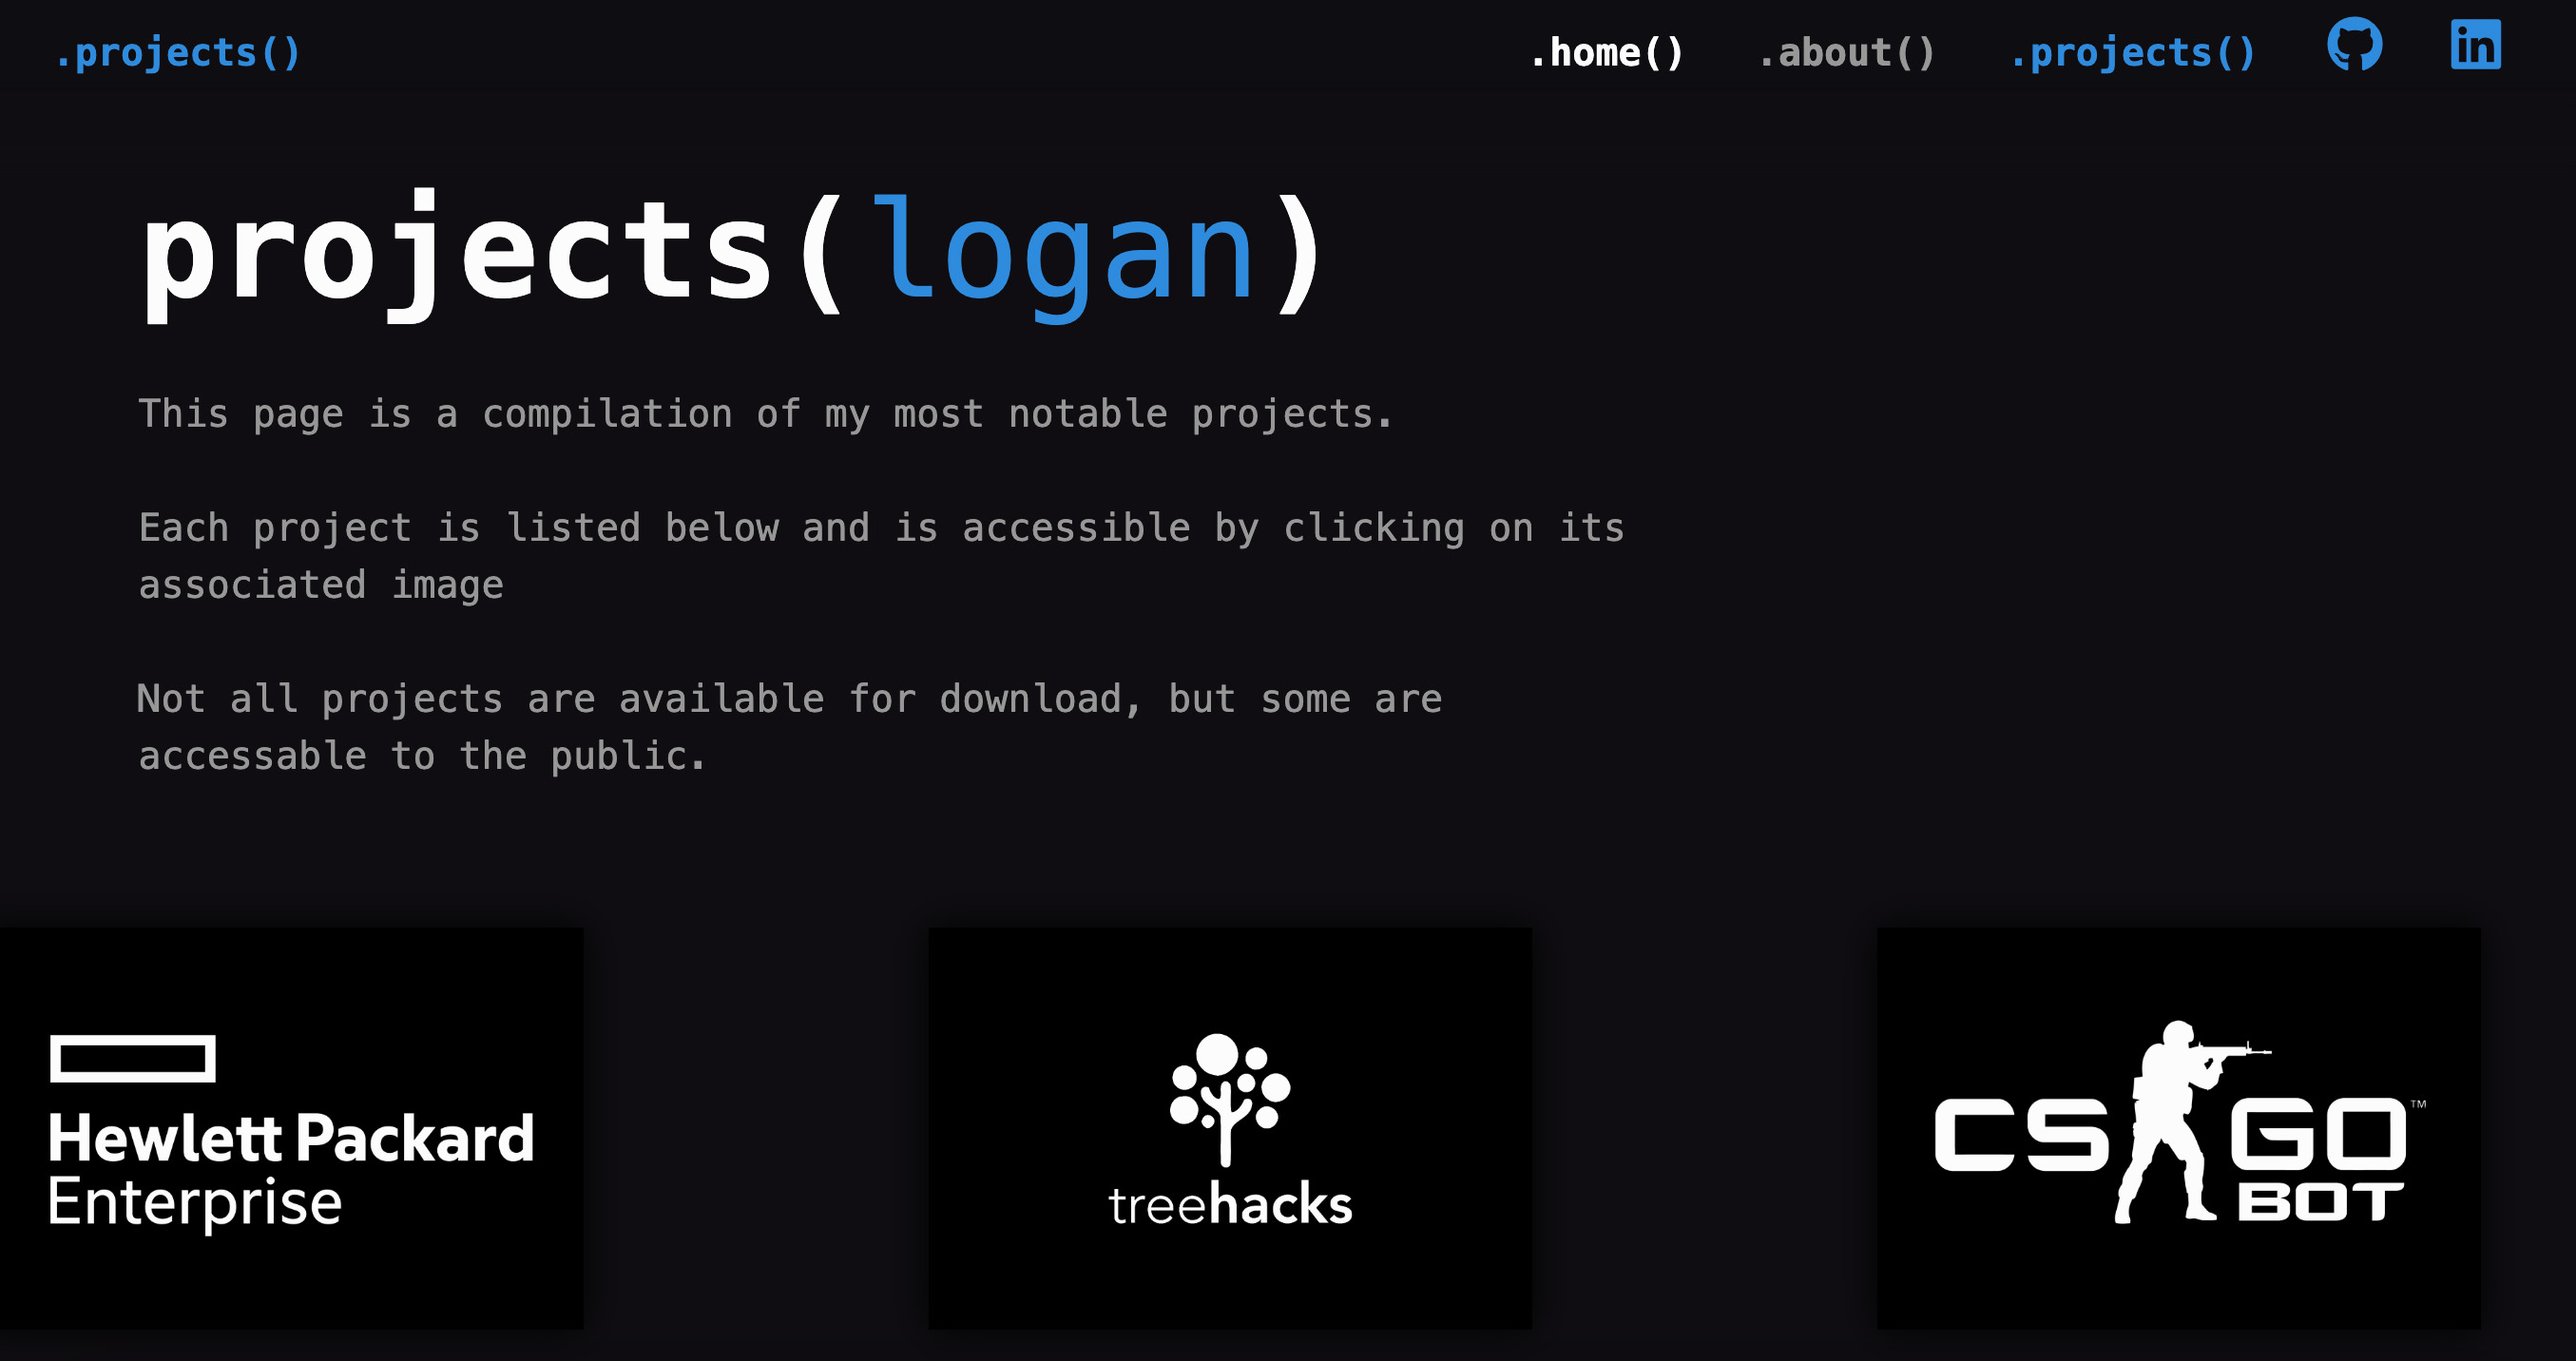 .projects()
.home() .about() .projects() in
projects(logan)
This page is a compilation of my most notable projects.
Each project is listed below and is accessible by clicking on its
associated image
Not all projects are available for download, but some are
accessable to the public.
Hewlett Packard
Enterprise
treehacks
CS GO™
BOT